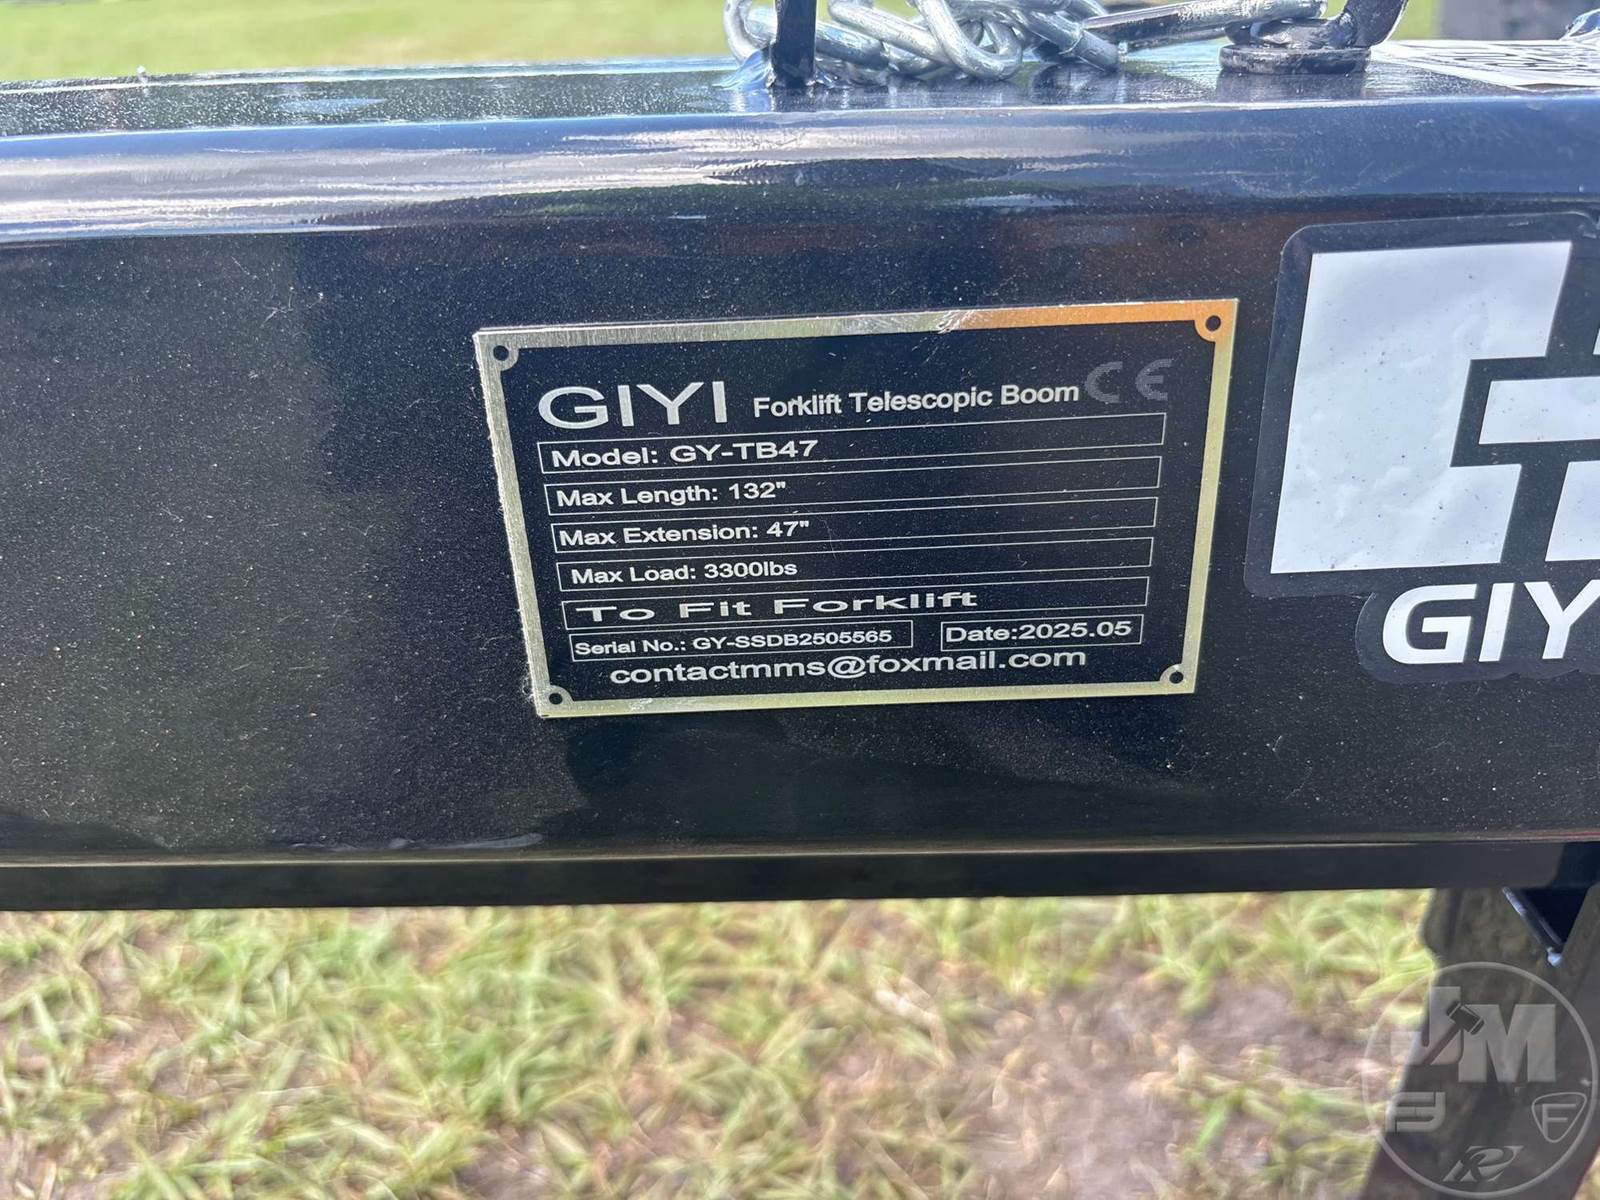 GIYI Forklift Telescopic Boom CE
Model: GY-TB47
Max Length: 132"
Max Extension: 47"
Max Load: 3300lbs
To Fit Forklift
Serial No.: GY-SSDB2505565 Date:2025.05
contactmms@foxmail.com
GIY
JM